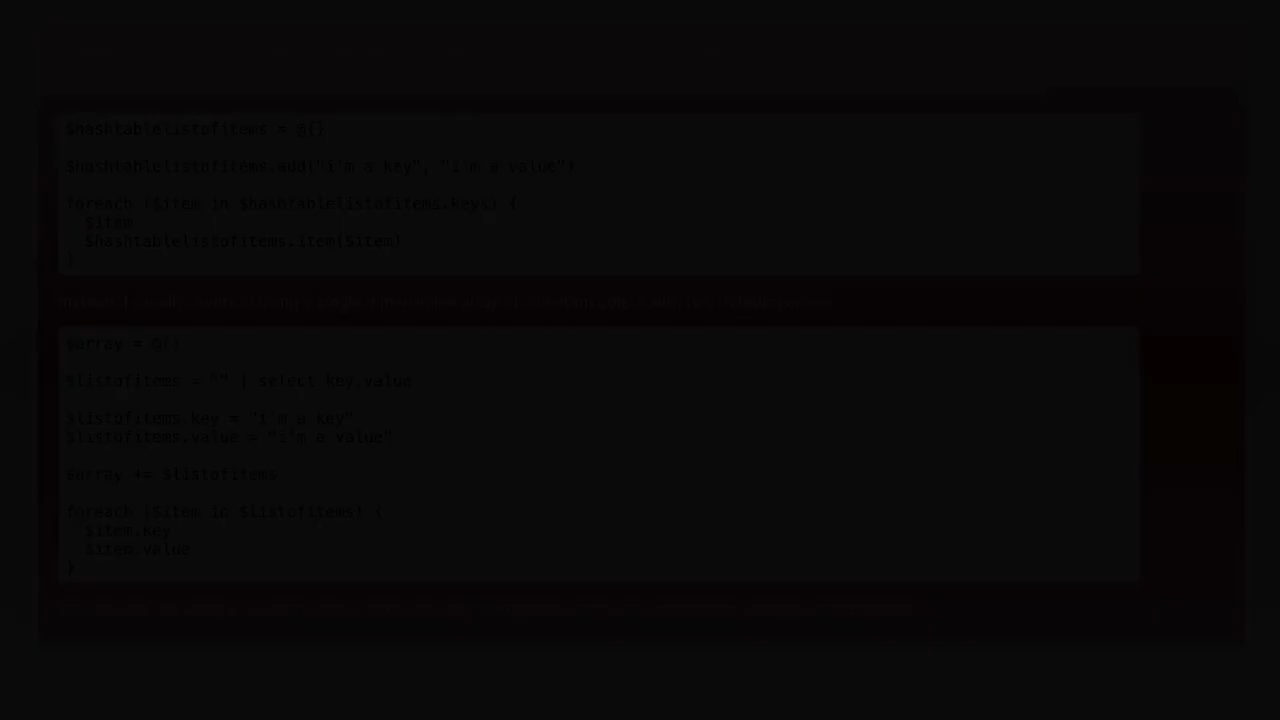 $hashtablelistofitems = @{}
$hashtablelistofitems.add("i'm a key", "i'm a value")
foreach ($item in $hashtablelistofitems.keys) {
  $item
  $hashtablelistofitems.item($item)
}
$array = @()
$listofitems = "" | select key,value
$listofitems.key = "i'm a key"
$listofitems.value = "i'm a value"
$array += $listofitems
foreach ($item in $listofitems) {
  $item.key
  $item.value
}